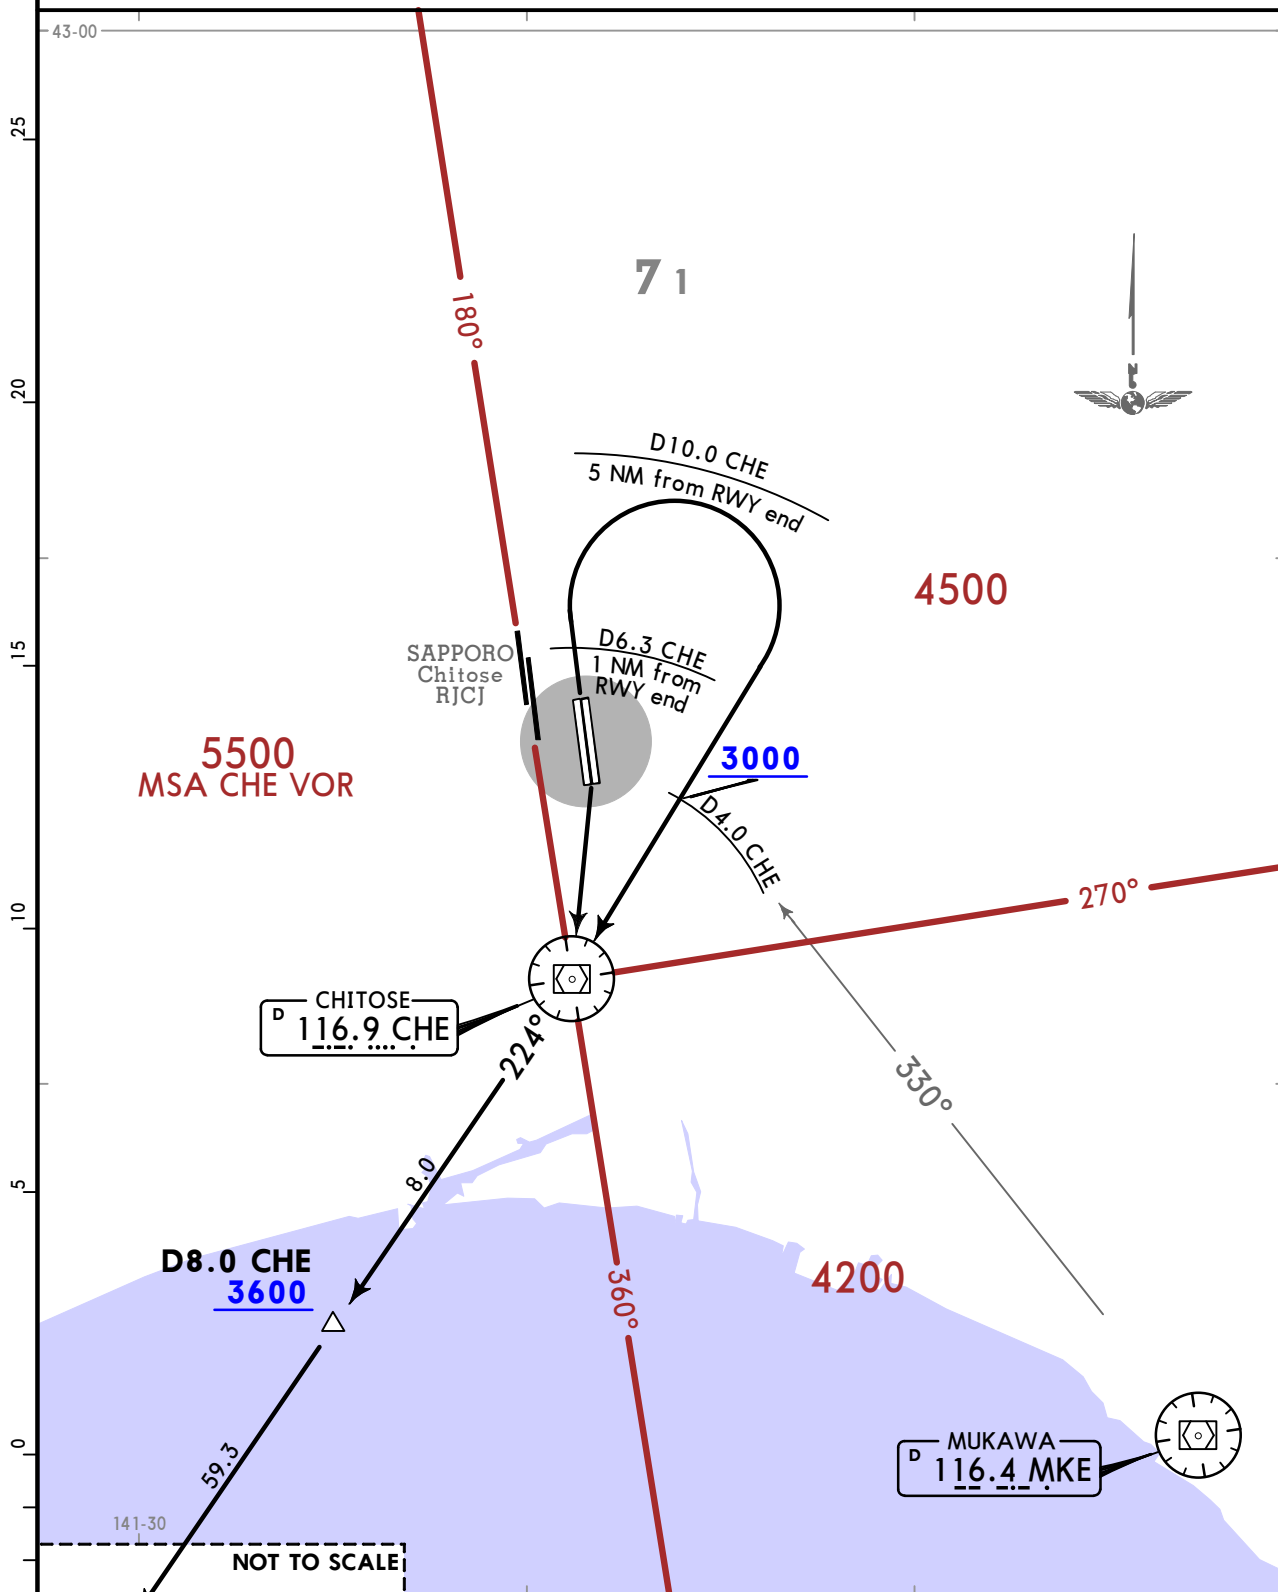 43-00
25
180°
7 1
N
20
D10.0 CHE
5 NM from RWY end
4500
15
SAPPORO
Chitose
RJCJ
D6.3 CHE
1 NM from
RWY end
5500
MSA CHE VOR
3000
D4.0 CHE
270°
10
CHITOSE
D 116.9 CHE
224°
330°
8.0
5
D8.0 CHE
3600
4200
360°
0
59.3
MUKAWA
D 116.4 MKE
141-30
NOT TO SCALE